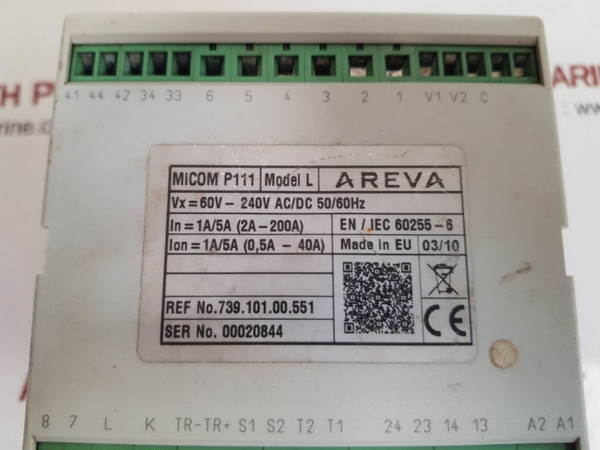 41 44 42 34 33 6 5 4 3 2 1 V1 V2 C
MiCOM P111 Model L AREVA
Vx = 60V - 240V AC/DC 50/60Hz
In = 1A/5A (2A - 200A) EN / IEC 60255 - 6
Ion = 1A/5A (0,5A - 40A) Made in EU 03/10
REF No.739.101.00.551
SER No. 00020844
CE
8 7 L K TR- TR+ S1 S2 T2 T1 24 23 14 13 A2 A1